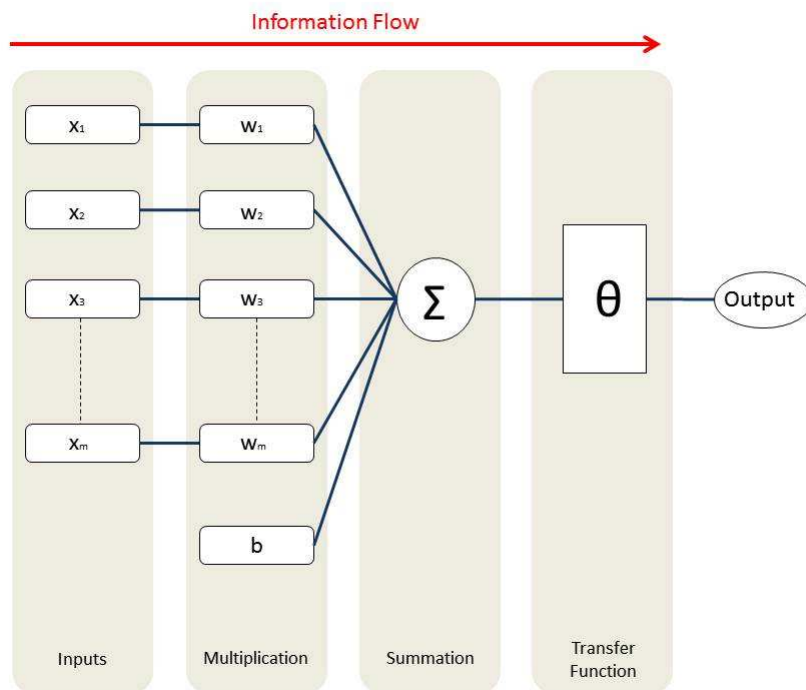 Information Flow
x₁ w₁
x₂ w₂
x₃ w₃
Σ θ Output
xₘ wₘ
b
Inputs Multiplication Summation Transfer
Function